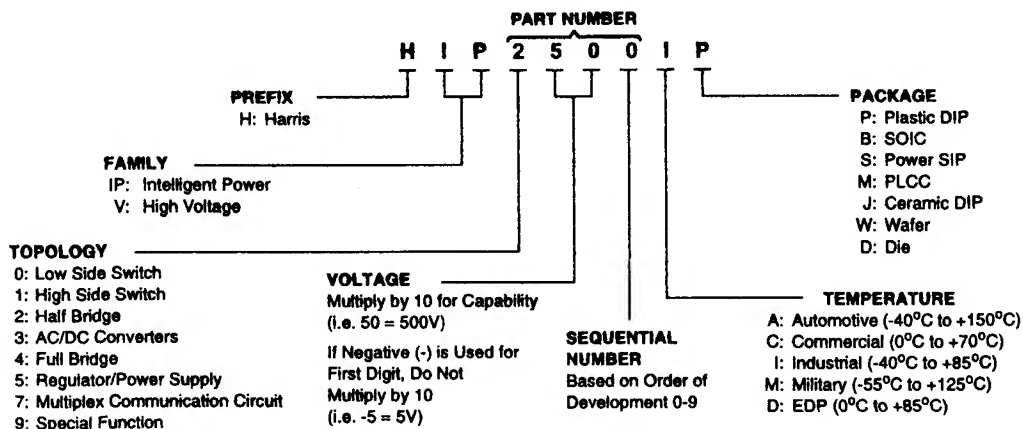 PART NUMBER
H I P 2 5 0 0 I P
PREFIX
H: Harris
FAMILY
IP: Intelligent Power
V: High Voltage
TOPOLOGY
0: Low Side Switch
1: High Side Switch
2: Half Bridge
3: AC/DC Converters
4: Full Bridge
5: Regulator/Power Supply
7: Multiplex Communication Circuit
9: Special Function
VOLTAGE
Multiply by 10 for Capability
(i.e. 50 = 500V)
If Negative (-) is Used for
First Digit, Do Not
Multiply by 10
(i.e. -5 = 5V)
SEQUENTIAL
NUMBER
Based on Order of
Development 0-9
PACKAGE
P: Plastic DIP
B: SOIC
S: Power SIP
M: PLCC
J: Ceramic DIP
W: Wafer
D: Die
TEMPERATURE
A: Automotive (-40°C to +150°C)
C: Commercial (0°C to +70°C)
I: Industrial (-40°C to +85°C)
M: Military (-55°C to +125°C)
D: EDP (0°C to +85°C)